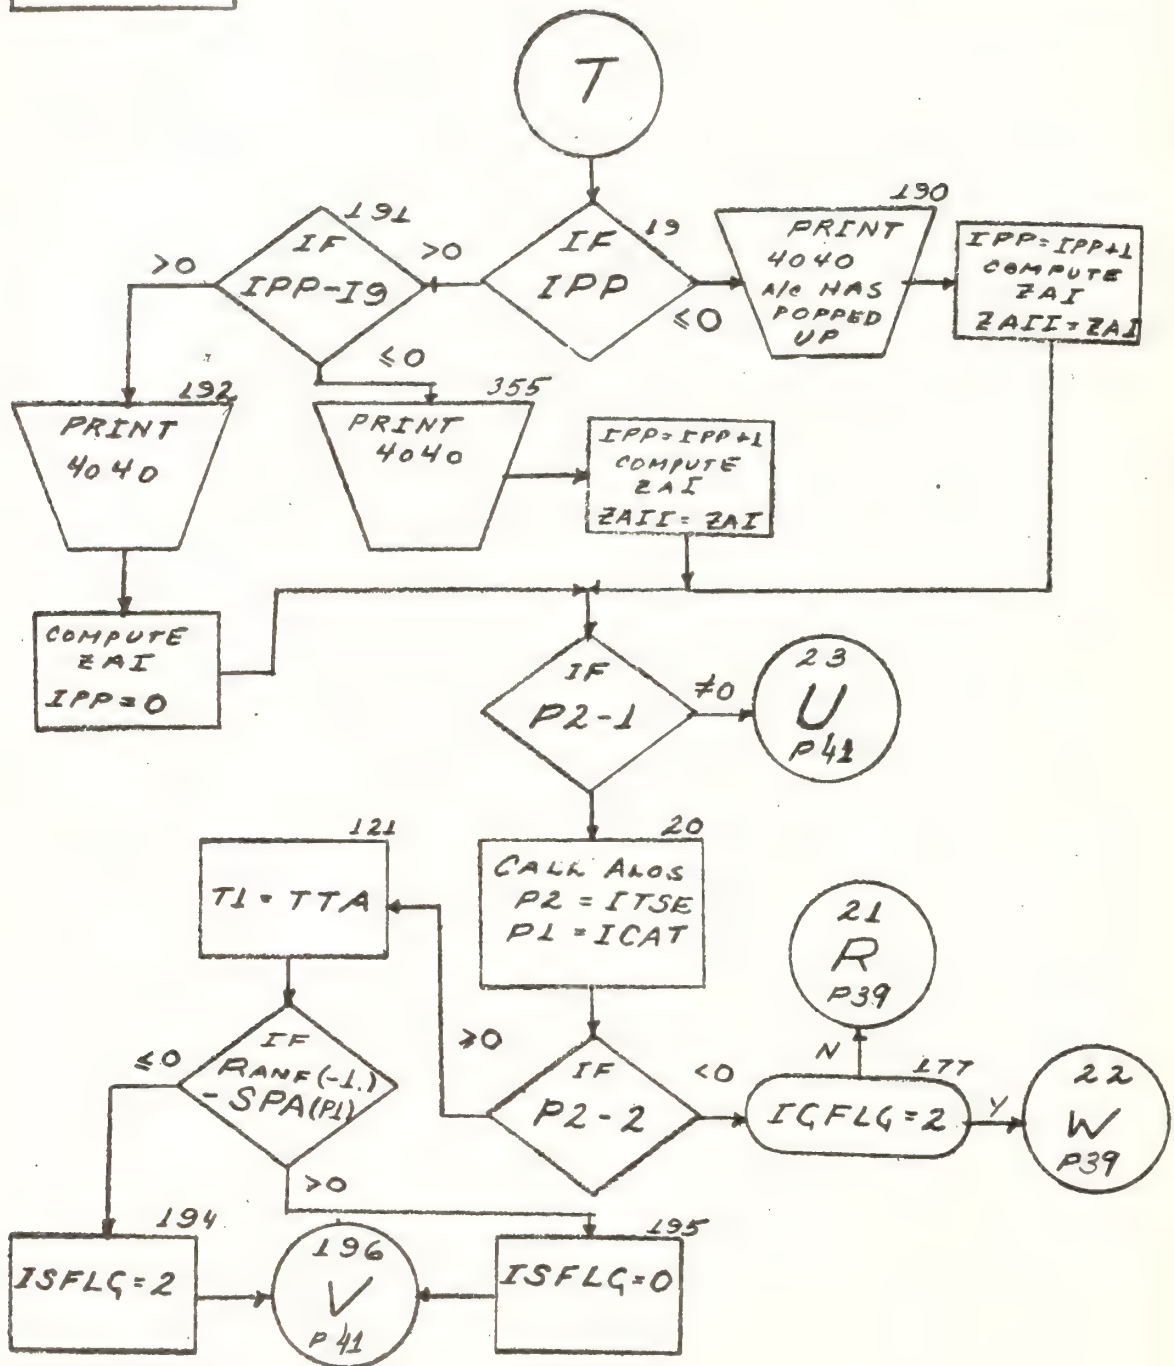 T
190
191
19
PRINT
4040
A/C HAS
POPPED
UP
IPP=IPP+1
COMPUTE
ZAI
ZAII=ZAI
IF
IPP
>0
≤0
IF
IPP-I9
>0
≤0
192
PRINT
4040
355
PRINT
4040
IPP=IPP+1
COMPUTE
ZAI
ZAII=ZAI
COMPUTE
ZAI
IPP=0
IF
P2-1
≠0
23
U
P41
121
T1=TTA
20
CALL ALOS
P2=ITSE
P1=ICAT
21
R
P39
IF
RANF(-1.)
-SPA(P1)
≤0
>0
≥0
IF
P2-2
<0
N
177
IGFLG=2
Y
22
W
P39
194
ISFLG=2
196
V
P41
195
ISFLG=0